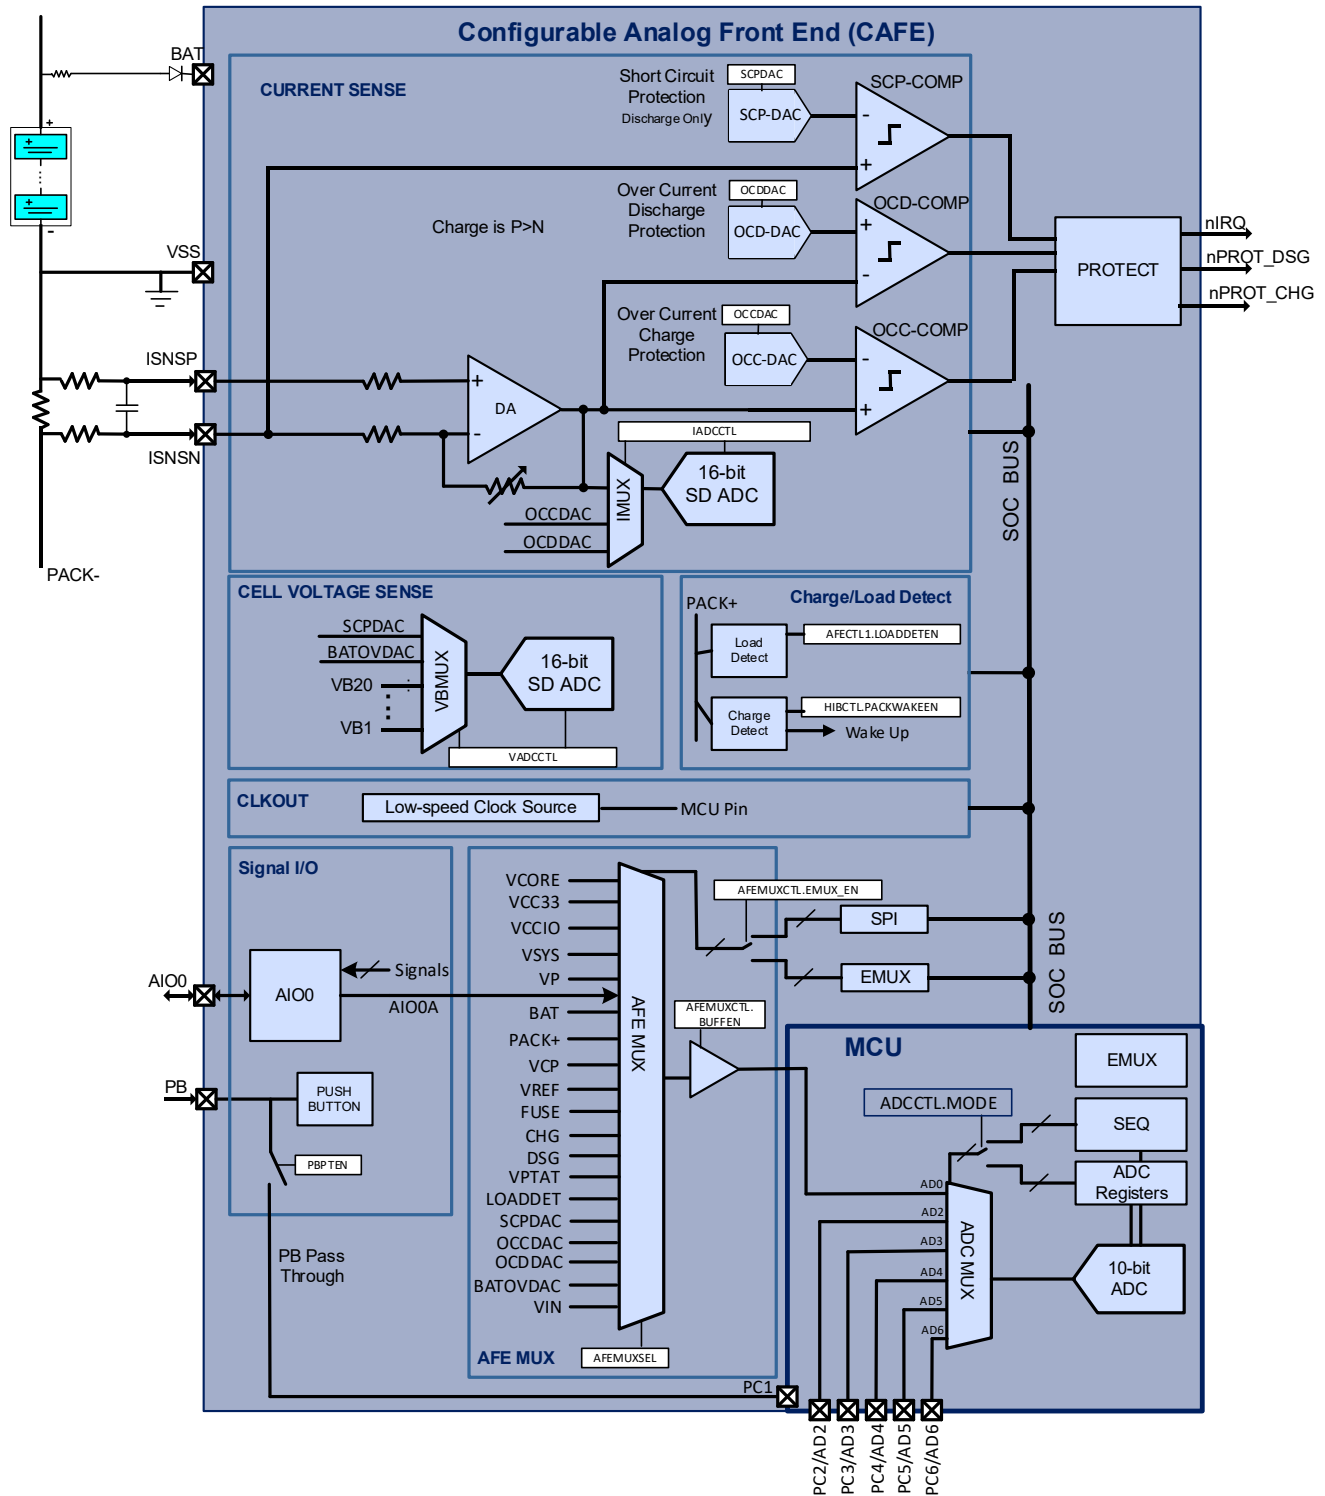 Configurable Analog Front End (CAFE)
BAT
CURRENT SENSE
Short Circuit
Protection
Discharge Only
SCPDAC
SCP-DAC
SCP-COMP
-
+
Over Current
Discharge
Protection
OCDDAC
OCD-DAC
OCD-COMP
+
-
Charge is P>N
Over Current
Charge
Protection
OCCDAC
OCC-DAC
OCC-COMP
-
+
PROTECT
nIRQ
nPROT_DSG
nPROT_CHG
+
+
+
-
VSS
ISNSP
ISNSN
PACK-
+
-
DA
IADCCTL
IMUX
16-bit
SD ADC
OCCDAC
OCDDAC
SOC BUS
CELL VOLTAGE SENSE
SCPDAC
BATOVDAC
VB20
VB1
VBMUX
16-bit
SD ADC
VADCCTL
Charge/Load Detect
PACK+
Load
Detect
AFECTL1.LOADDETEN
Charge
Detect
HIBCTL.PACKWAKEEN
Wake Up
CLKOUT
Low-speed Clock Source
MCU Pin
Signal I/O
AIO0
AIO0
Signals
AIO0A
PB
PUSH
BUTTON
PBPTEN
PB Pass
Through
VCORE
VCC33
VCCIO
VSYS
VP
BAT
PACK+
VCP
VREF
FUSE
CHG
DSG
VPTAT
LOADDET
SCPDAC
OCCDAC
OCDDAC
BATOVDAC
VIN
AFE MUX
AFE MUX
AFEMUXSEL
AFEMUXCTL.EMUX_EN
SPI
EMUX
AFEMUXCTL.
BUFFEN
SOC BUS
MCU
EMUX
ADCCTL.MODE
SEQ
ADC
Registers
AD0
AD2
AD3
AD4
AD5
AD6
ADC MUX
10-bit
ADC
PC1
PC2/AD2
PC3/AD3
PC4/AD4
PC5/AD5
PC6/AD6